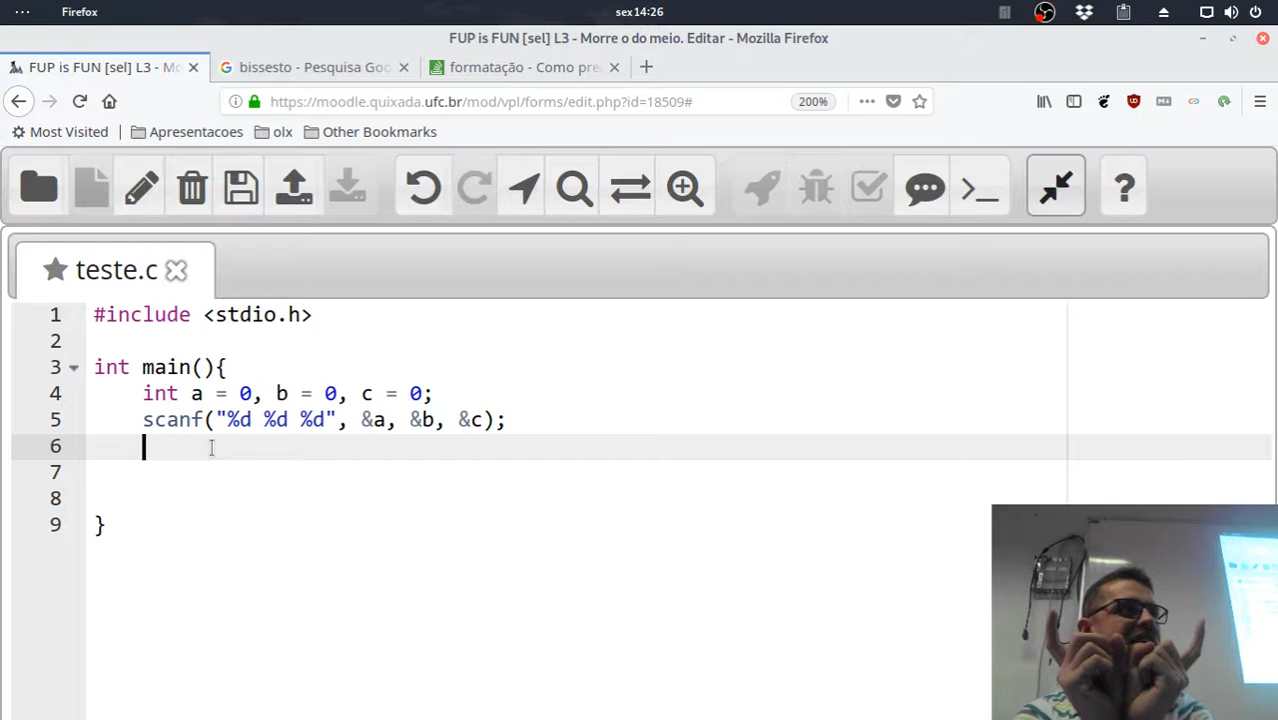 Firefox
sex 14:26
FUP is FUN [sel] L3 - Morre o do meio. Editar - Mozilla Firefox
FUP is FUN [sel] L3 - Mo
bissesto - Pesquisa Goo
formatação - Como pre
https://moodle.quixada.ufc.br/mod/vpl/forms/edit.php?id=18509#
200%
Most Visited
Apresentacoes
olx
Other Bookmarks
teste.c
1 #include <stdio.h>
2
3 int main(){
4 int a = 0, b = 0, c = 0;
5 scanf("%d %d %d", &a, &b, &c);
6
7
8
9 }